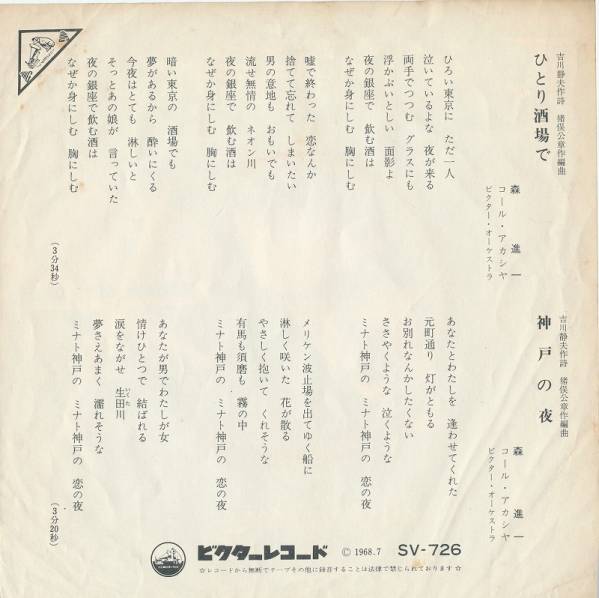 ひとり酒場で
吉川静夫作詩 猪俣公章作編曲
森進一
コール・アカシヤ
ビクター・オーケストラ
ひろい東京に ただ一人
泣いているよな 夜が来る
両手でつつむ グラスにも
浮かぶいとしい 面影よ
夜の銀座で 飲む酒は
なぜか身にしむ 胸にしむ
嘘で終わった 恋なんか
捨てて忘れて しまいたい
男の意地も おもいでも
流せ無情の ネオン川
夜の銀座で 飲む酒は
なぜか身にしむ 胸にしむ
暗い東京の 酒場でも
夢があるから 酔いにくる
今夜はとても 淋しいと
そっとあの娘が 言っていた
夜の銀座で飲む酒は
なぜか身にしむ 胸にしむ
(3分34秒)
神戸の夜
吉川静夫作詩 猪俣公章作編曲
森進一
コール・アカシヤ
ビクター・オーケストラ
あなたとわたしを 逢わせてくれた
元町通り 灯がともる
お別れなんかしたくない
ささやくような 泣くような
ミナト神戸の ミナト神戸の 恋の夜
メリケン波止場を出てゆく船に
淋しく咲いた 花が散る
やさしく抱いて くれそうな
有馬も須磨も 霧の中
ミナト神戸の ミナト神戸の 恋の夜
あなたが男でわたしが女
情けひとつで 結ばれる
涙をながせ 生田川
いくた
夢さえあまく 濡れそうな
ミナト神戸の ミナト神戸の 恋の夜
(3分20秒)
ビクターレコード Ⓒ 1968.7 SV-726
☆レコードから無断でテープその他に録音することは法律で禁じられております☆